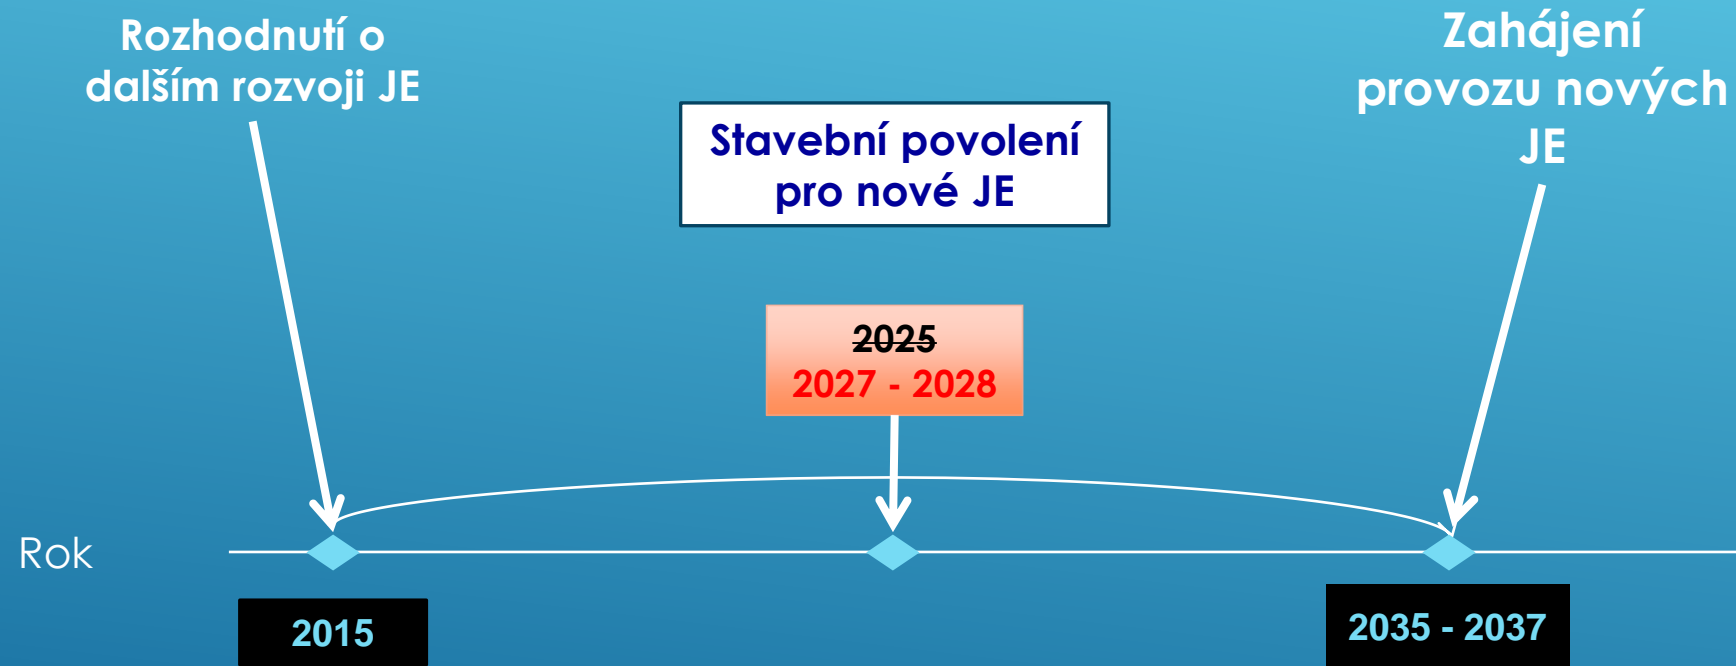 Rozhodnutí o
dalším rozvoji JE
Stavební povolení
pro nové JE
Zahájení
provozu nových
JE
2025
2027 - 2028
Rok
2015
2035 - 2037